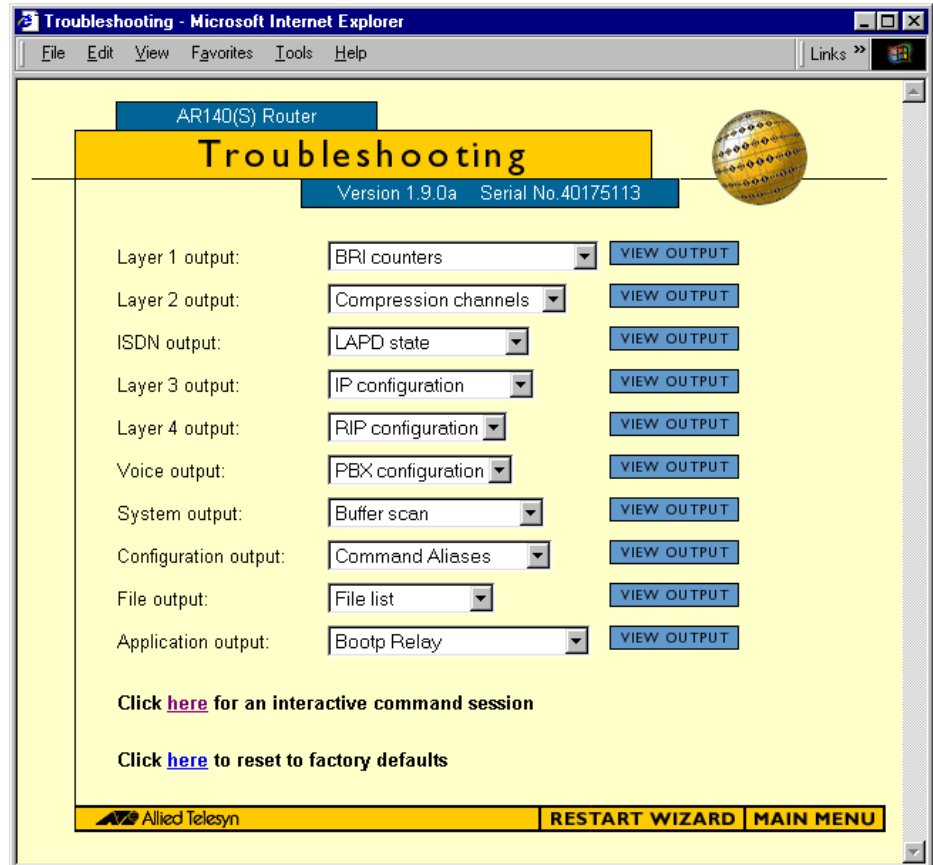 Troubleshooting - Microsoft Internet Explorer
File Edit View Favorites Tools Help Links »
AR140(S) Router
Troubleshooting
Version 1.9.0a Serial No.40175113
Layer 1 output: BRI counters VIEW OUTPUT
Layer 2 output: Compression channels VIEW OUTPUT
ISDN output: LAPD state VIEW OUTPUT
Layer 3 output: IP configuration VIEW OUTPUT
Layer 4 output: RIP configuration VIEW OUTPUT
Voice output: PBX configuration VIEW OUTPUT
System output: Buffer scan VIEW OUTPUT
Configuration output: Command Aliases VIEW OUTPUT
File output: File list VIEW OUTPUT
Application output: Bootp Relay VIEW OUTPUT
Click here for an interactive command session
Click here to reset to factory defaults
Allied Telesyn RESTART WIZARD MAIN MENU